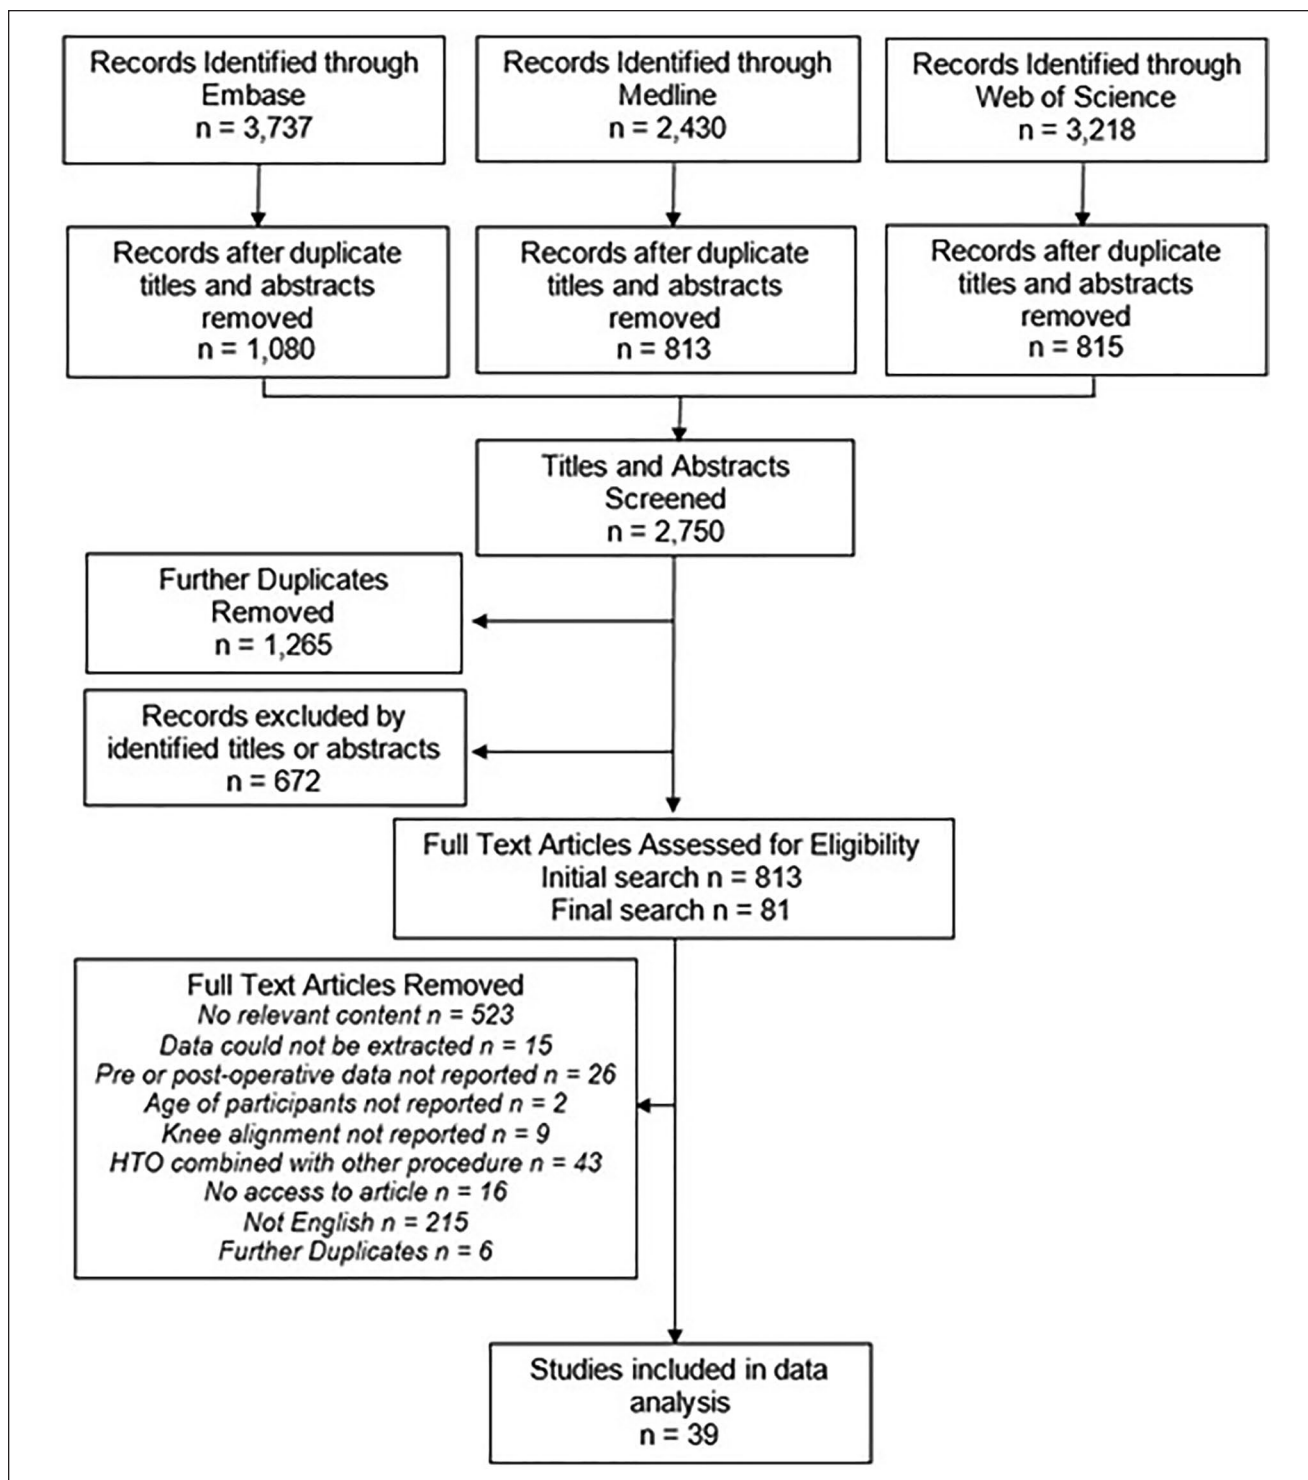 Records Identified through
Embase
n = 3,737
Records Identified through
Medline
n = 2,430
Records Identified through
Web of Science
n = 3,218
Records after duplicate
titles and abstracts
removed
n = 1,080
Records after duplicate
titles and abstracts
removed
n = 813
Records after duplicate
titles and abstracts
removed
n = 815
Titles and Abstracts
Screened
n = 2,750
Further Duplicates
Removed
n = 1,265
Records excluded by
identified titles or abstracts
n = 672
Full Text Articles Assessed for Eligibility
Initial search n = 813
Final search n = 81
Full Text Articles Removed
No relevant content n = 523
Data could not be extracted n = 15
Pre or post-operative data not reported n = 26
Age of participants not reported n = 2
Knee alignment not reported n = 9
HTO combined with other procedure n = 43
No access to article n = 16
Not English n = 215
Further Duplicates n = 6
Studies included in data
analysis
n = 39